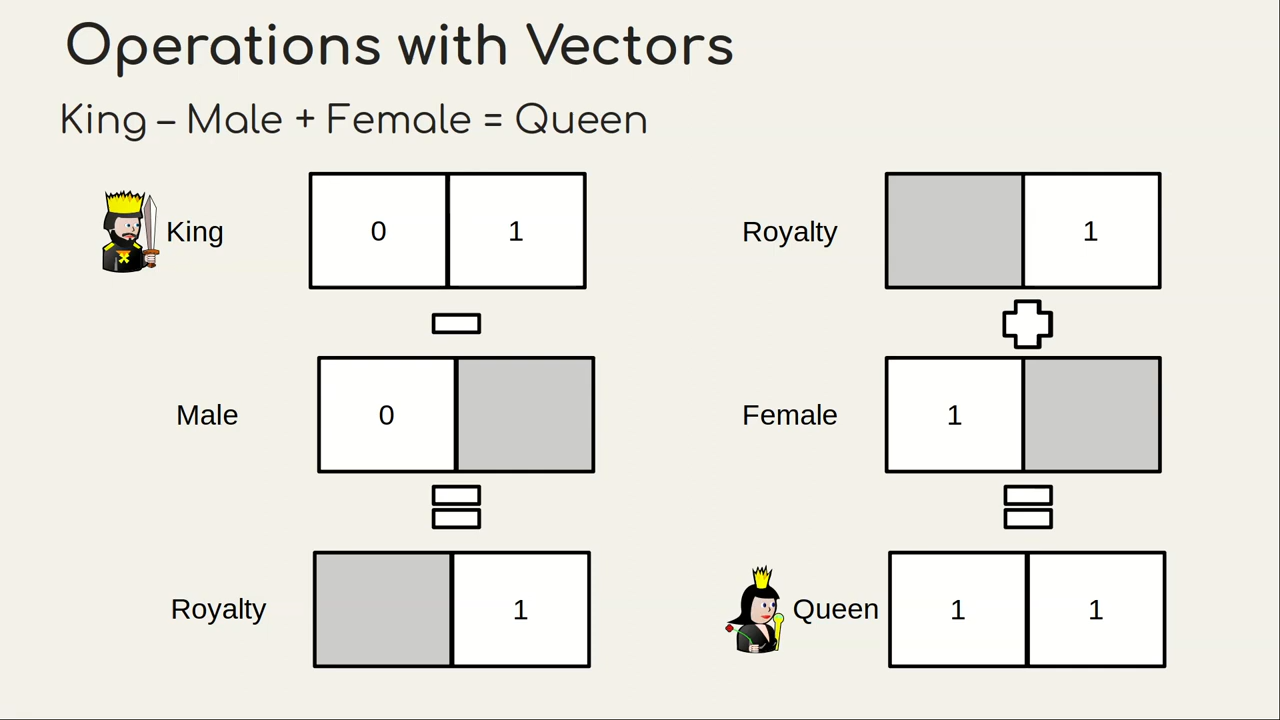 Operations with Vectors
King – Male + Female = Queen
King 0 1
Male 0
Royalty 1
Royalty 1
Female 1
Queen 1 1